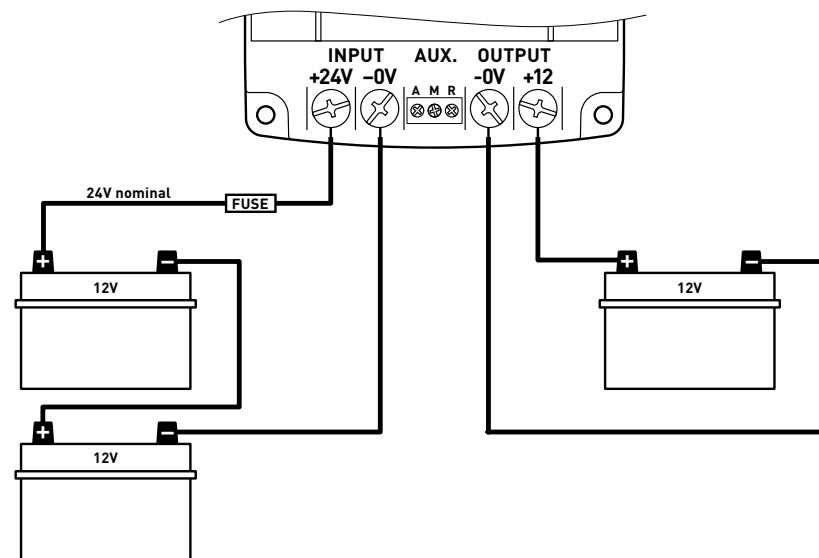 INPUT AUX. OUTPUT
+24V –0V A M R -0V +12
24V nominal
FUSE
+ –
12V
+ –
12V
+ –
12V